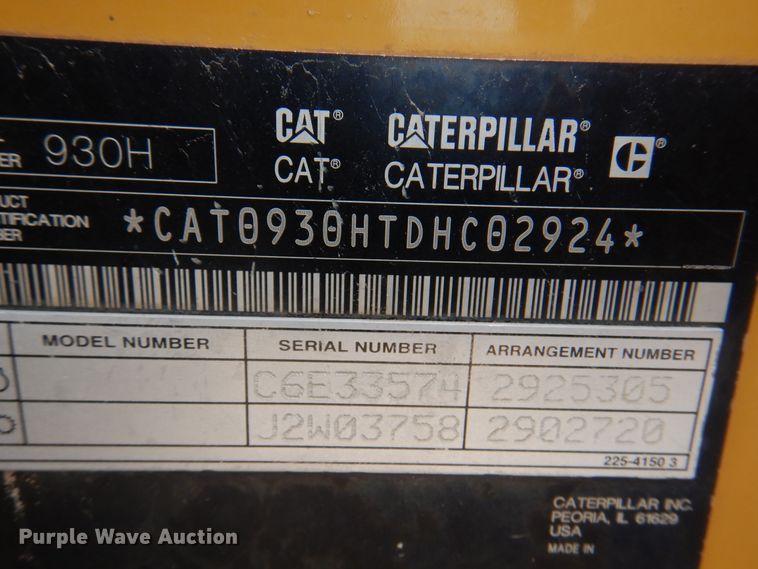 930H
CAT® CATERPILLAR®
CAT® CATERPILLAR®
*CAT0930HTDHC02924*
MODEL NUMBER SERIAL NUMBER ARRANGEMENT NUMBER
C6E33574 2925305
J2W03758 2902720
225-4150 3
CATERPILLAR INC.
PEORIA, IL 61629
USA
MADE IN
Purple Wave Auction